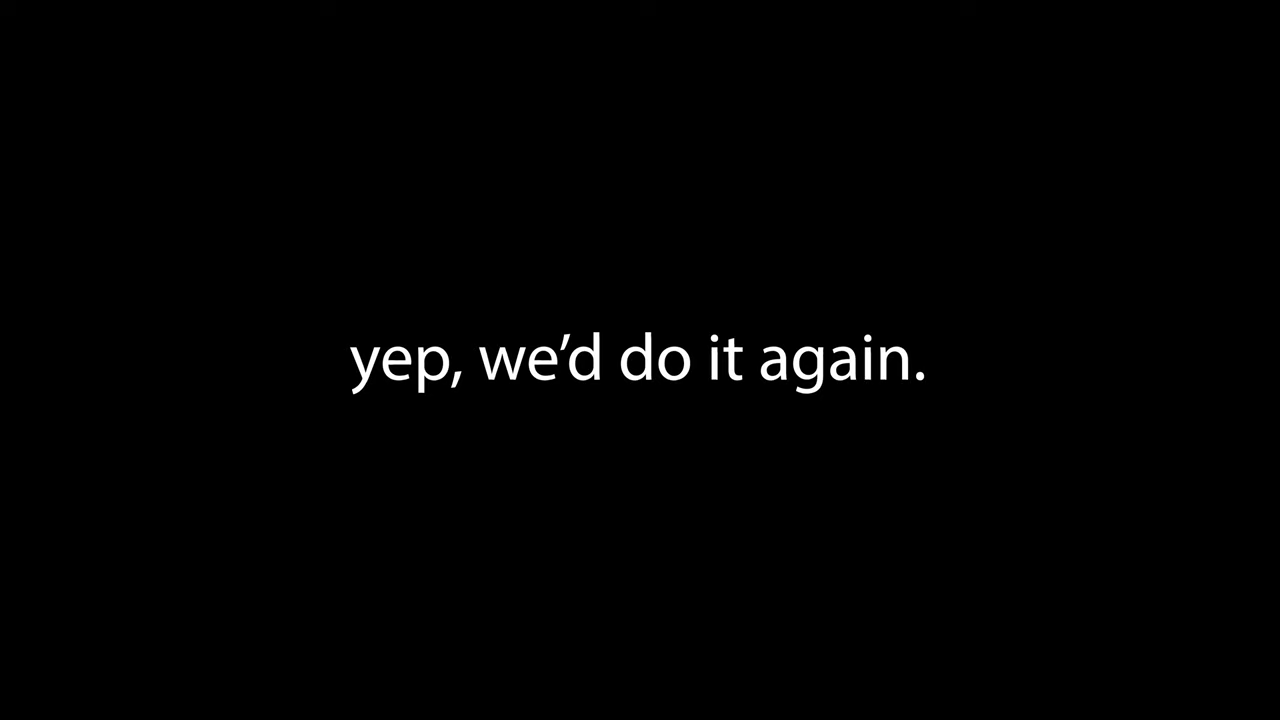 yep, we’d do it again.